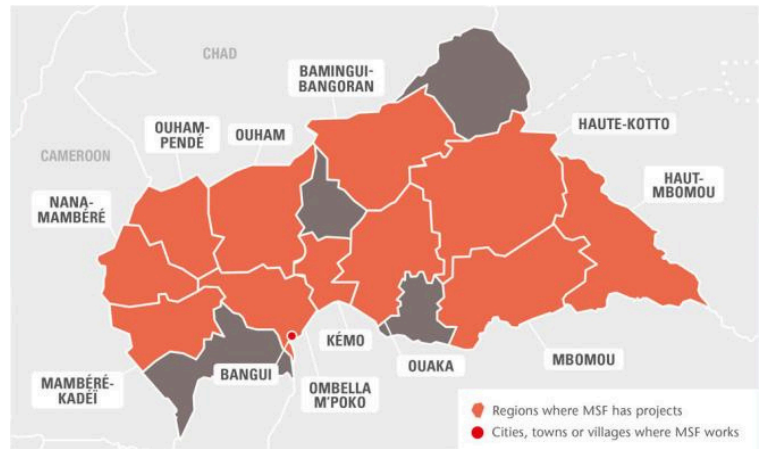 CHAD
BAMINGUI-
BANGORAN
OUHAM-
PENDÉ
OUHAM
HAUTE-KOTTO
CAMEROON
HAUT-
MBOMOU
NANA-
MAMBÉRÉ
KÉMO
MBOMOU
OUAKA
BANGUI
MAMBÉRÉ-
KADÉÏ
OMBELLA
M'POKO
Regions where MSF has projects
Cities, towns or villages where MSF works